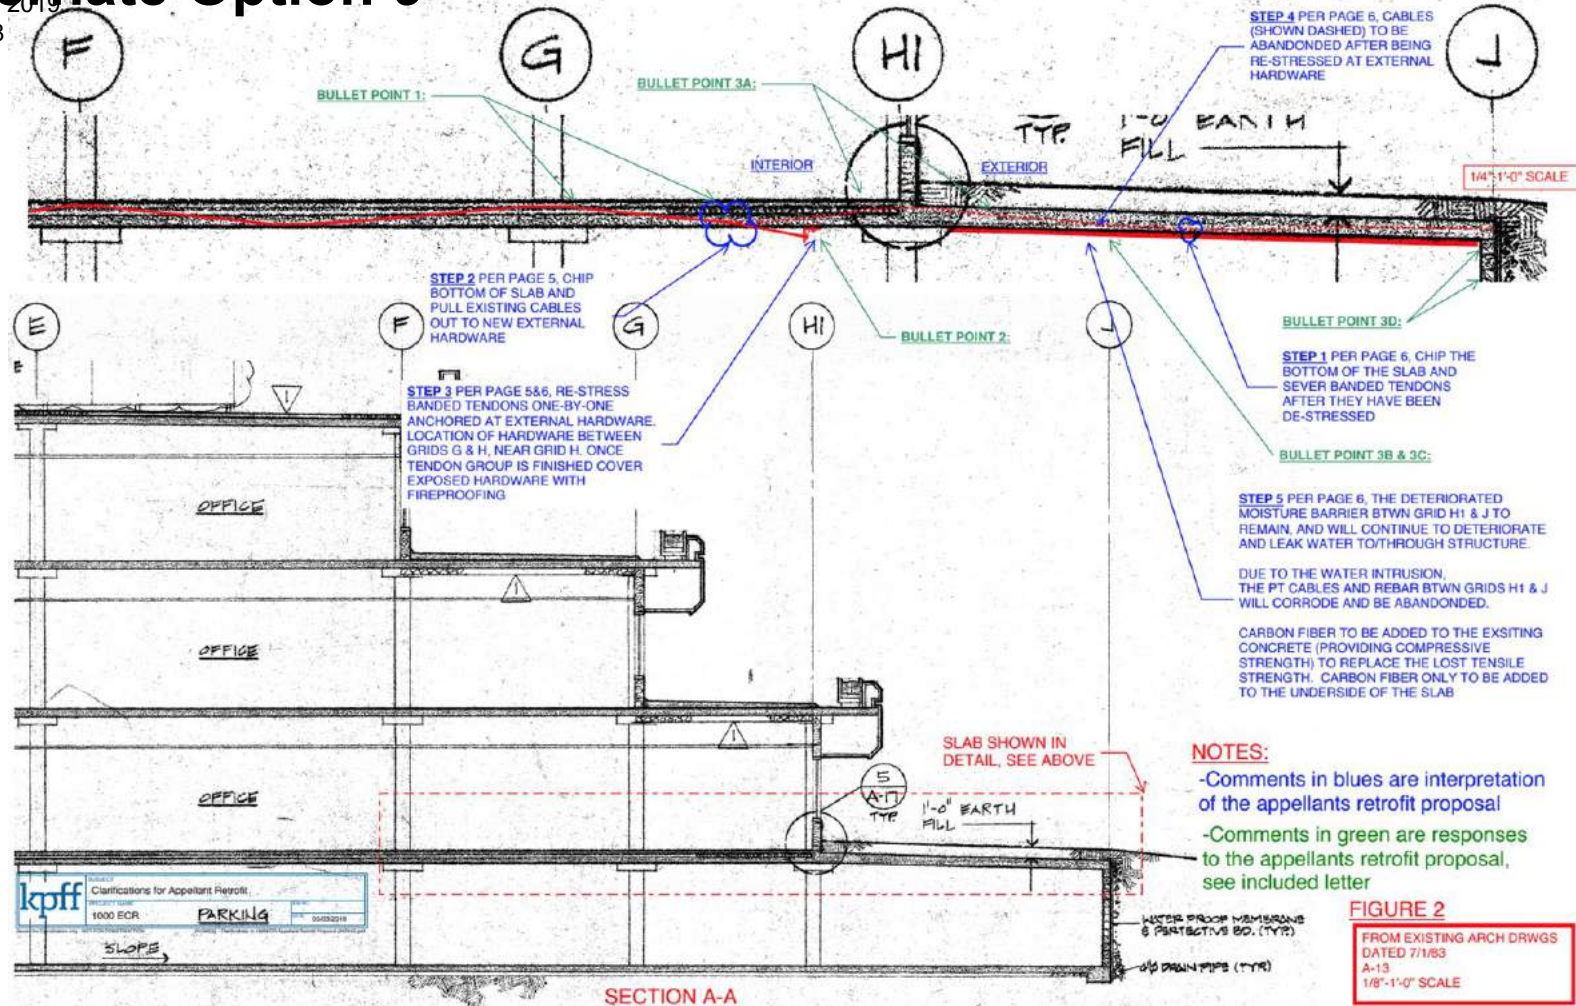 2019
F
G
HI
J
STEP 4 PER PAGE 6, CABLES
(SHOWN DASHED) TO BE
ABANDONDED AFTER BEING
RE-STRESSED AT EXTERNAL
HARDWARE
BULLET POINT 1:
BULLET POINT 3A:
INTERIOR
EXTERIOR
TYP.
1'-0 EARTH
FILL
1/4"-1'-0" SCALE
STEP 2 PER PAGE 5, CHIP
BOTTOM OF SLAB AND
PULL EXISTING CABLES
OUT TO NEW EXTERNAL
HARDWARE
BULLET POINT 2:
BULLET POINT 3D:
E
F
G
HI
J
STEP 1 PER PAGE 6, CHIP THE
BOTTOM OF THE SLAB AND
SEVER BANDED TENDONS
AFTER THEY HAVE BEEN
DE-STRESSED
STEP 3 PER PAGE 5&6, RE-STRESS
BANDED TENDONS ONE-BY-ONE
ANCHORED AT EXTERNAL HARDWARE.
LOCATION OF HARDWARE BETWEEN
GRIDS G & H, NEAR GRID H. ONCE
TENDON GROUP IS FINISHED COVER
EXPOSED HARDWARE WITH
FIREPROOFING
BULLET POINT 3B & 3C:
STEP 5 PER PAGE 6, THE DETERIORATED
MOISTURE BARRIER BTWN GRID H1 & J TO
REMAIN, AND WILL CONTINUE TO DETERIORATE
AND LEAK WATER TO/THROUGH STRUCTURE.
DUE TO THE WATER INTRUSION,
THE PT CABLES AND REBAR BTWN GRIDS H1 & J
WILL CORRODE AND BE ABANDONDED.
CARBON FIBER TO BE ADDED TO THE EXSITING
CONCRETE (PROVIDING COMPRESSIVE
STRENGTH) TO REPLACE THE LOST TENSILE
STRENGTH. CARBON FIBER ONLY TO BE ADDED
TO THE UNDERSIDE OF THE SLAB
1
OFFICE
1
OFFICE
1
OFFICE
SLAB SHOWN IN
DETAIL, SEE ABOVE
5
A-17
TYP.
1'-0" EARTH
FILL
NOTES:
-Comments in blues are interpretation
of the appellants retrofit proposal
-Comments in green are responses
to the appellants retrofit proposal,
see included letter
kpff
Clarifications for Appellant Retrofit
1000 ECR
PARKING
SLOPE
WATER PROOF MEMBRANE
& PERTECTIVE BD. (TYP.)
DRAIN PIPE (TYP)
SECTION A-A
FIGURE 2
FROM EXISTING ARCH DRWGS
DATED 7/1/83
A-13
1/8"-1'-0" SCALE